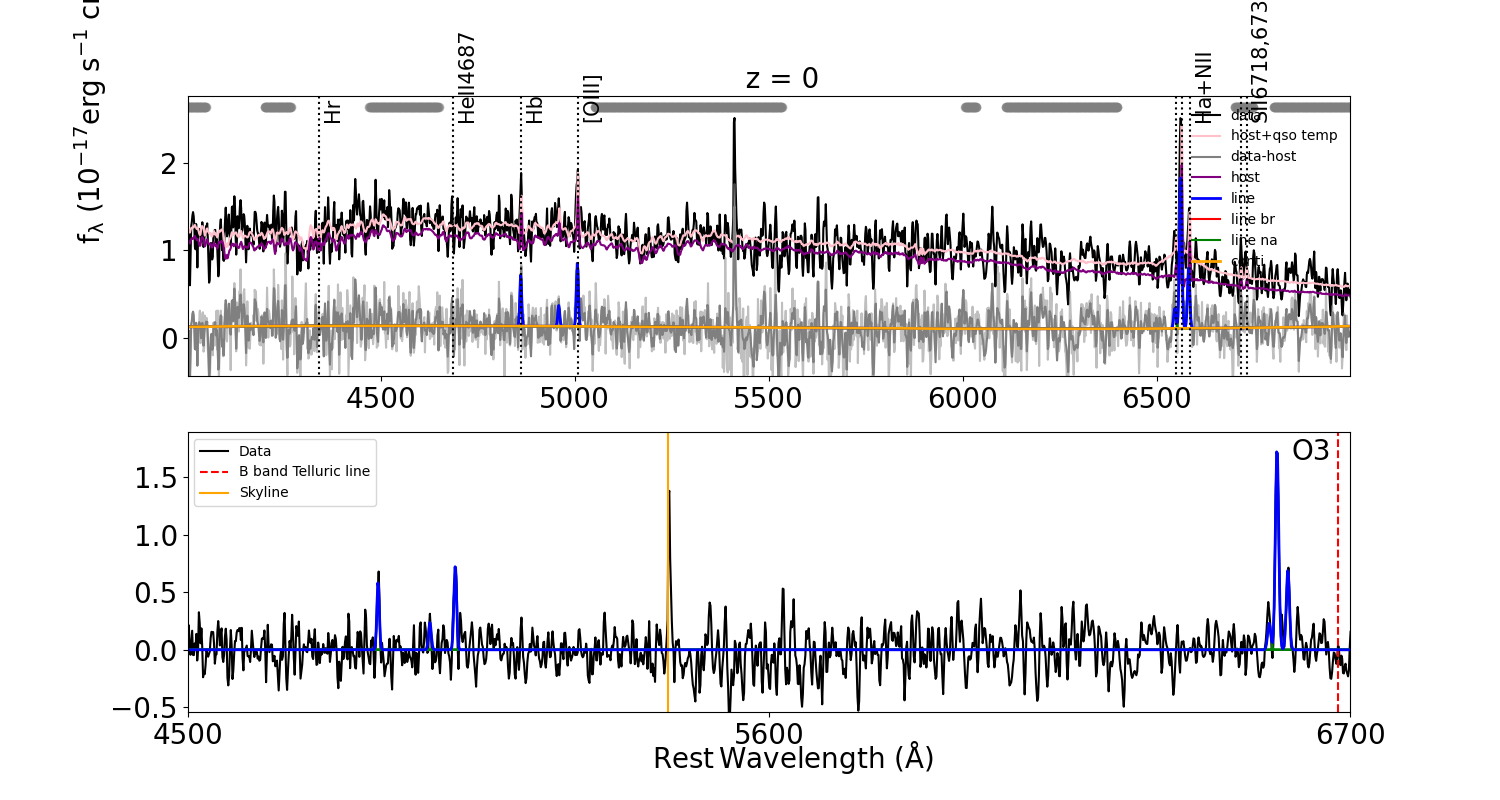 z = 0
f_λ (10^−17 erg s^−1 c
Hr
HeII4687
Hb
[OIII]
Ha+NII
SII6718,673
data
host+qso temp
data-host
host
line
line br
line na
conti
2
1
0
4500
5000
5500
6000
6500
Data
B band Telluric line
Skyline
O3
1.5
1.0
0.5
0.0
−0.5
4500
5600
6700
Rest Wavelength (Å)